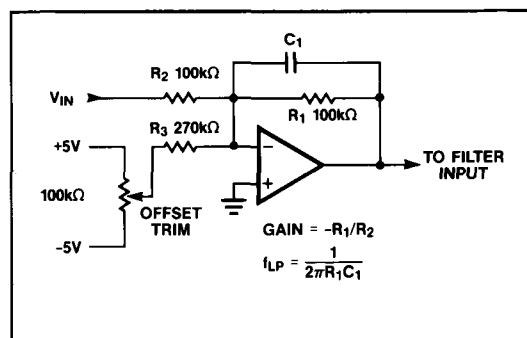 C1
VIN
R2 100kΩ
R1 100kΩ
R3 270kΩ
+5V
100kΩ
OFFSET
TRIM
-5V
−
+
TO FILTER
INPUT
GAIN = -R1/R2
fLP = 1
2πR1C1